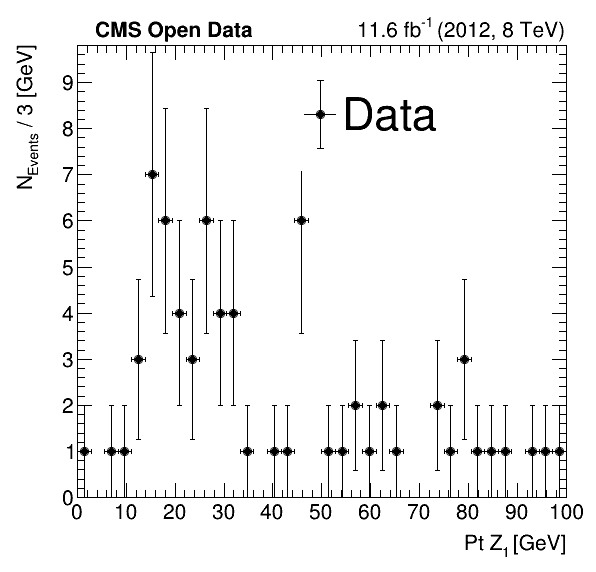 CMS Open Data 11.6 fb⁻¹ (2012, 8 TeV)
N_Events / 3 [GeV]
Data
9
8
7
6
5
4
3
2
1
0
0 10 20 30 40 50 60 70 80 90 100
Pt Z₁ [GeV]